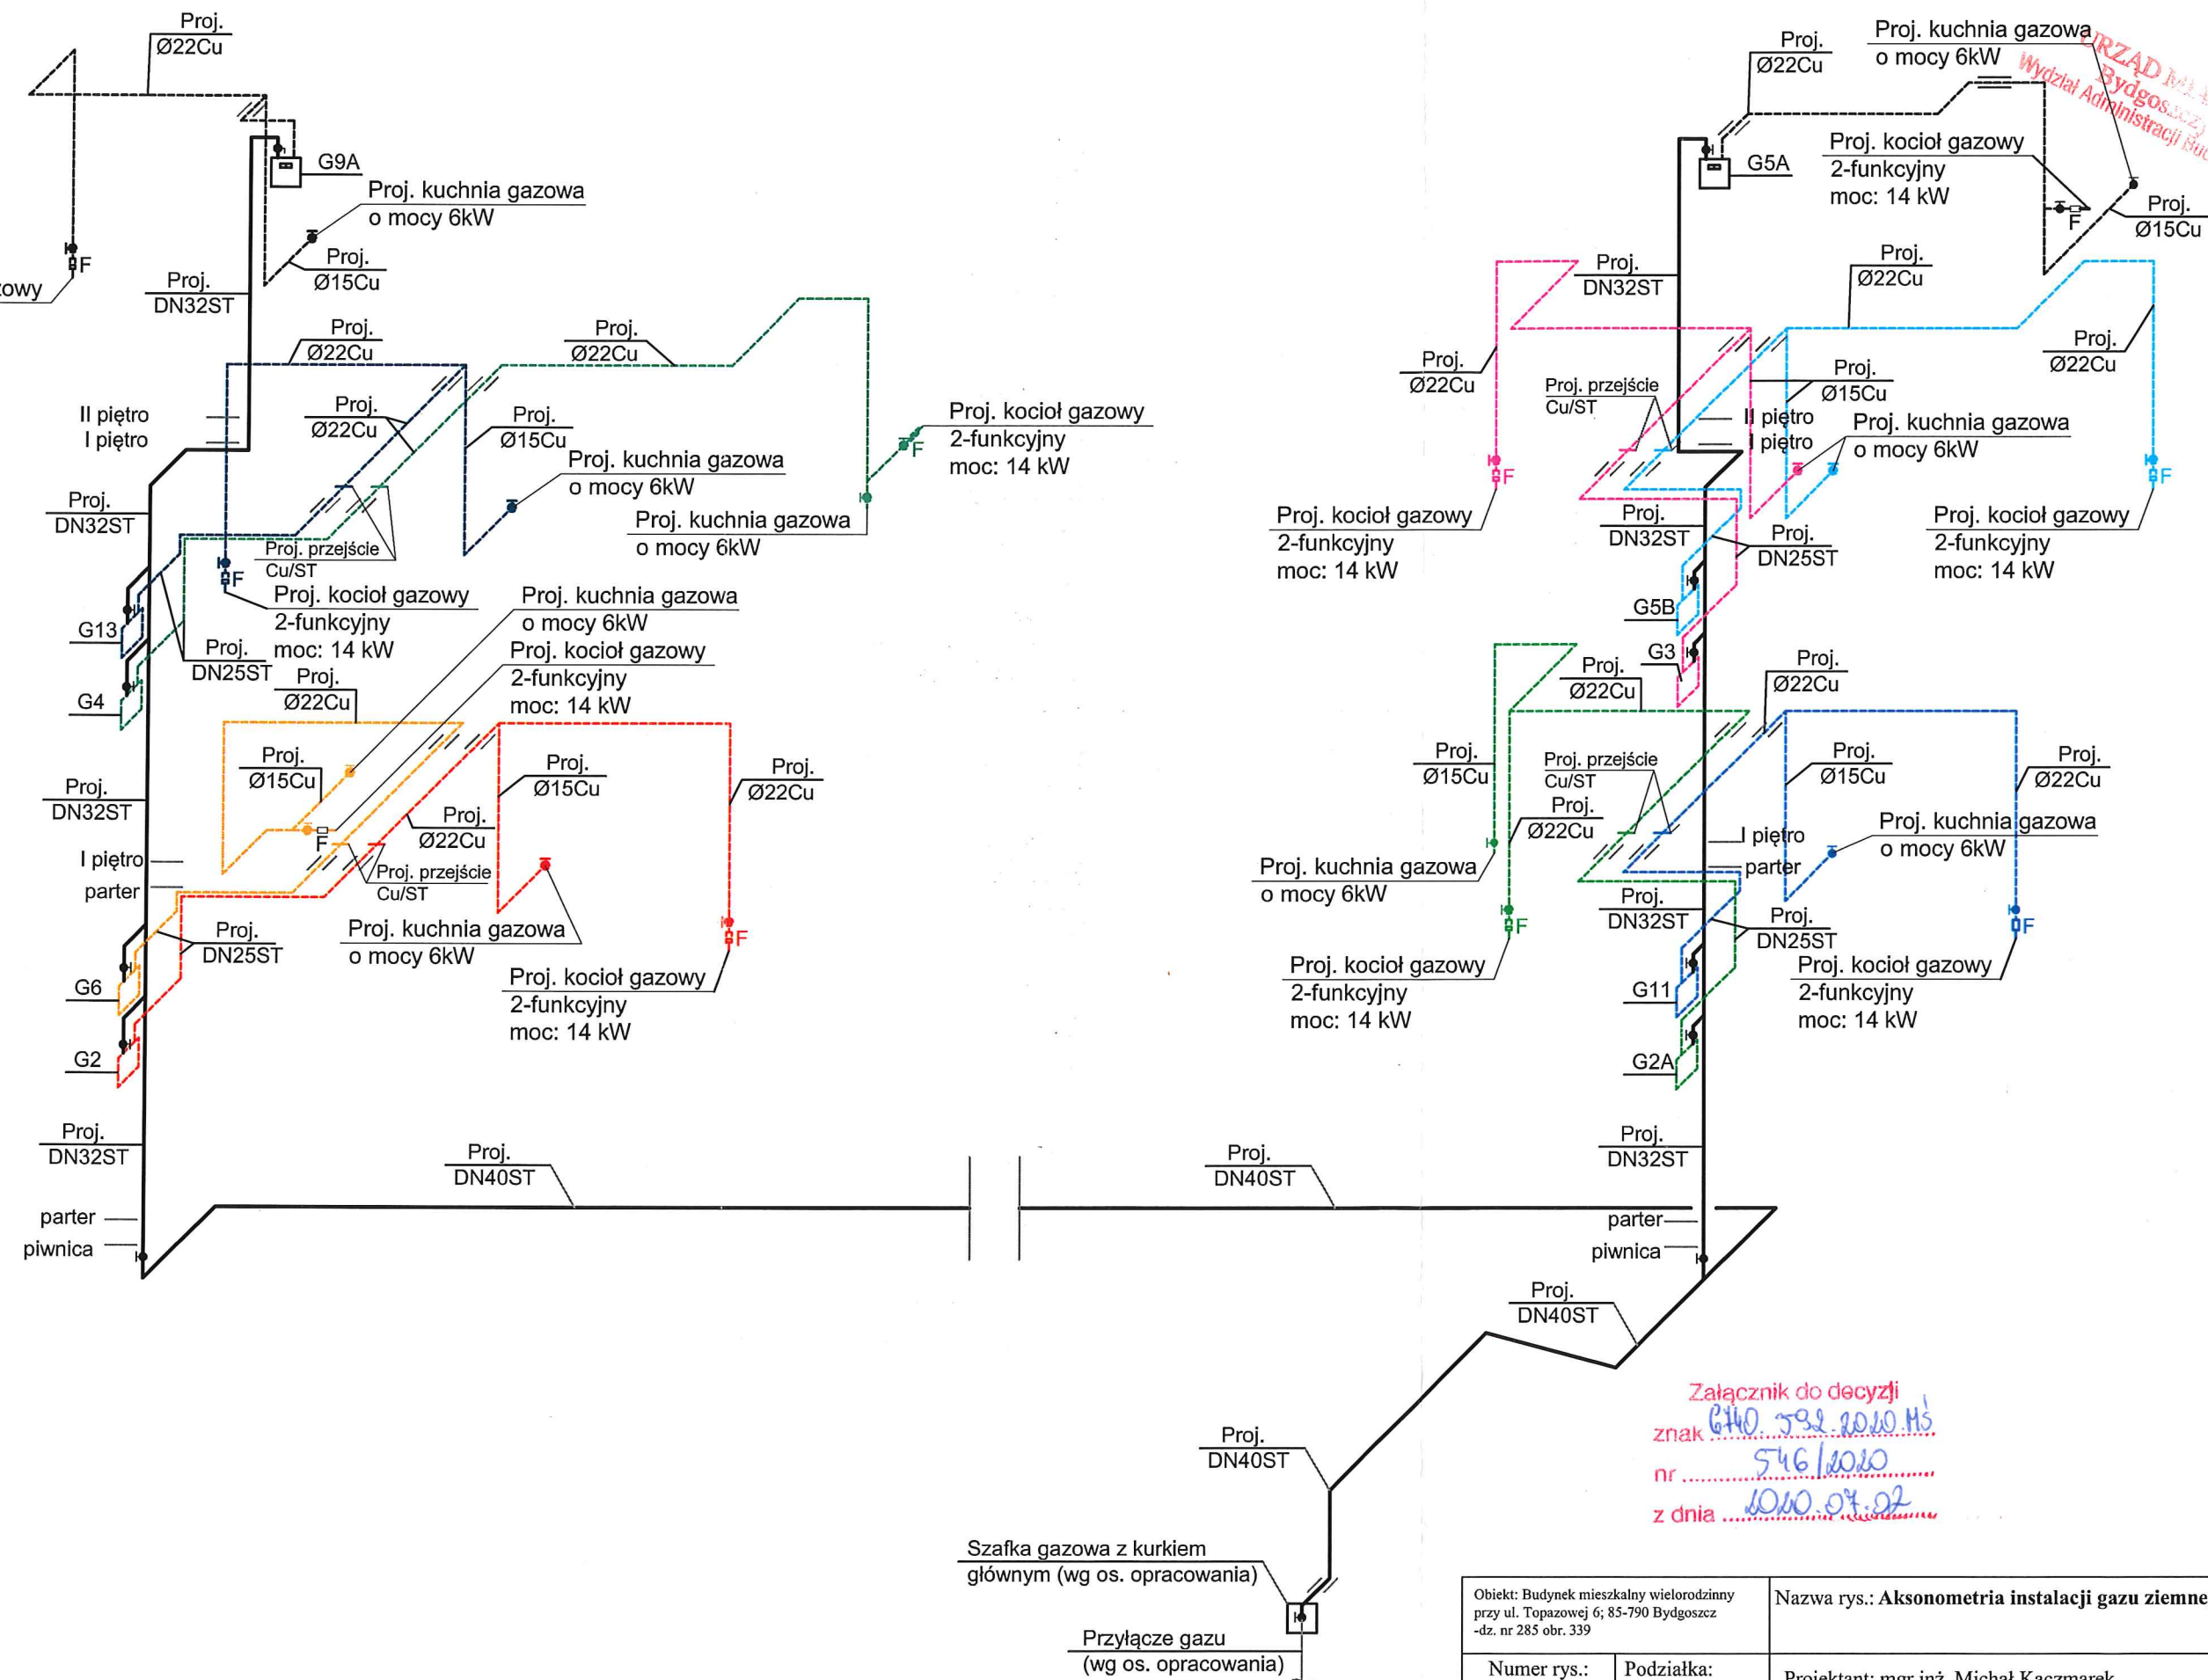 Proj.
Ø22Cu
G9A
Proj. kuchnia gazowa
o mocy 6kW
Proj.
Ø15Cu
F
Proj.
DN32ST
Proj.
Ø22Cu
Proj.
Ø22Cu
II piętro
I piętro
Proj.
Ø22Cu
Proj.
Ø15Cu
Proj. kocioł gazowy
2-funkcyjny
moc: 14 kW
F
Proj. kuchnia gazowa
o mocy 6kW
Proj. kuchnia gazowa
o mocy 6kW
Proj.
DN32ST
Proj. przejście
Cu/ST
F
Proj. kocioł gazowy
2-funkcyjny
moc: 14 kW
G13
Proj.
DN25ST
G4
Proj. kuchnia gazowa
o mocy 6kW
Proj. kocioł gazowy
2-funkcyjny
moc: 14 kW
Proj.
Ø22Cu
Proj.
Ø15Cu
Proj.
Ø15Cu
Proj.
Ø22Cu
Proj.
DN32ST
Proj.
Ø22Cu
F
I piętro
parter
Proj. przejście
Cu/ST
Proj.
DN25ST
Proj. kuchnia gazowa
o mocy 6kW
F
Proj. kocioł gazowy
2-funkcyjny
moc: 14 kW
G6
G2
Proj.
DN32ST
Proj.
DN40ST
parter
piwnica
Proj.
Ø22Cu
Proj. kuchnia gazowa
o mocy 6kW
URZĄD
Wydział Administracji
G5A
Proj. kocioł gazowy
2-funkcyjny
moc: 14 kW
F
Proj.
Ø15Cu
Proj.
DN32ST
Proj.
Ø22Cu
Proj.
Ø22Cu
Proj.
Ø22Cu
Proj. przejście
Cu/ST
Proj.
Ø15Cu
II piętro
I piętro
Proj. kuchnia gazowa
o mocy 6kW
F
F
Proj. kocioł gazowy
2-funkcyjny
moc: 14 kW
Proj.
DN32ST
Proj.
DN25ST
Proj. kocioł gazowy
2-funkcyjny
moc: 14 kW
G5B
G3
Proj.
Ø22Cu
Proj.
Ø22Cu
Proj.
Ø15Cu
Proj. przejście
Cu/ST
Proj.
Ø15Cu
Proj.
Ø22Cu
Proj.
Ø22Cu
I piętro
parter
Proj. kuchnia gazowa
o mocy 6kW
Proj. kuchnia gazowa
o mocy 6kW
F
F
Proj.
DN32ST
Proj.
DN25ST
Proj. kocioł gazowy
2-funkcyjny
moc: 14 kW
Proj. kocioł gazowy
2-funkcyjny
moc: 14 kW
G11
G2A
Proj.
DN32ST
Proj.
DN40ST
parter
piwnica
Proj.
DN40ST
Proj.
DN40ST
Załącznik do decyzji
znak 6740.592.2020.MŚ
nr 546/2020
z dnia 2020.07.02
Szafka gazowa z kurkiem
głównym (wg os. opracowania)
Przyłącze gazu
(wg os. opracowania)
Obiekt: Budynek mieszkalny wielorodzinny
przy ul. Topazowej 6; 85-790 Bydgoszcz
-dz. nr 285 obr. 339
Nazwa rys.: Aksonometria instalacji gazu ziemne
Numer rys.:
Podziałka:
Projektant: mgr inż. Michał Kaczmarek